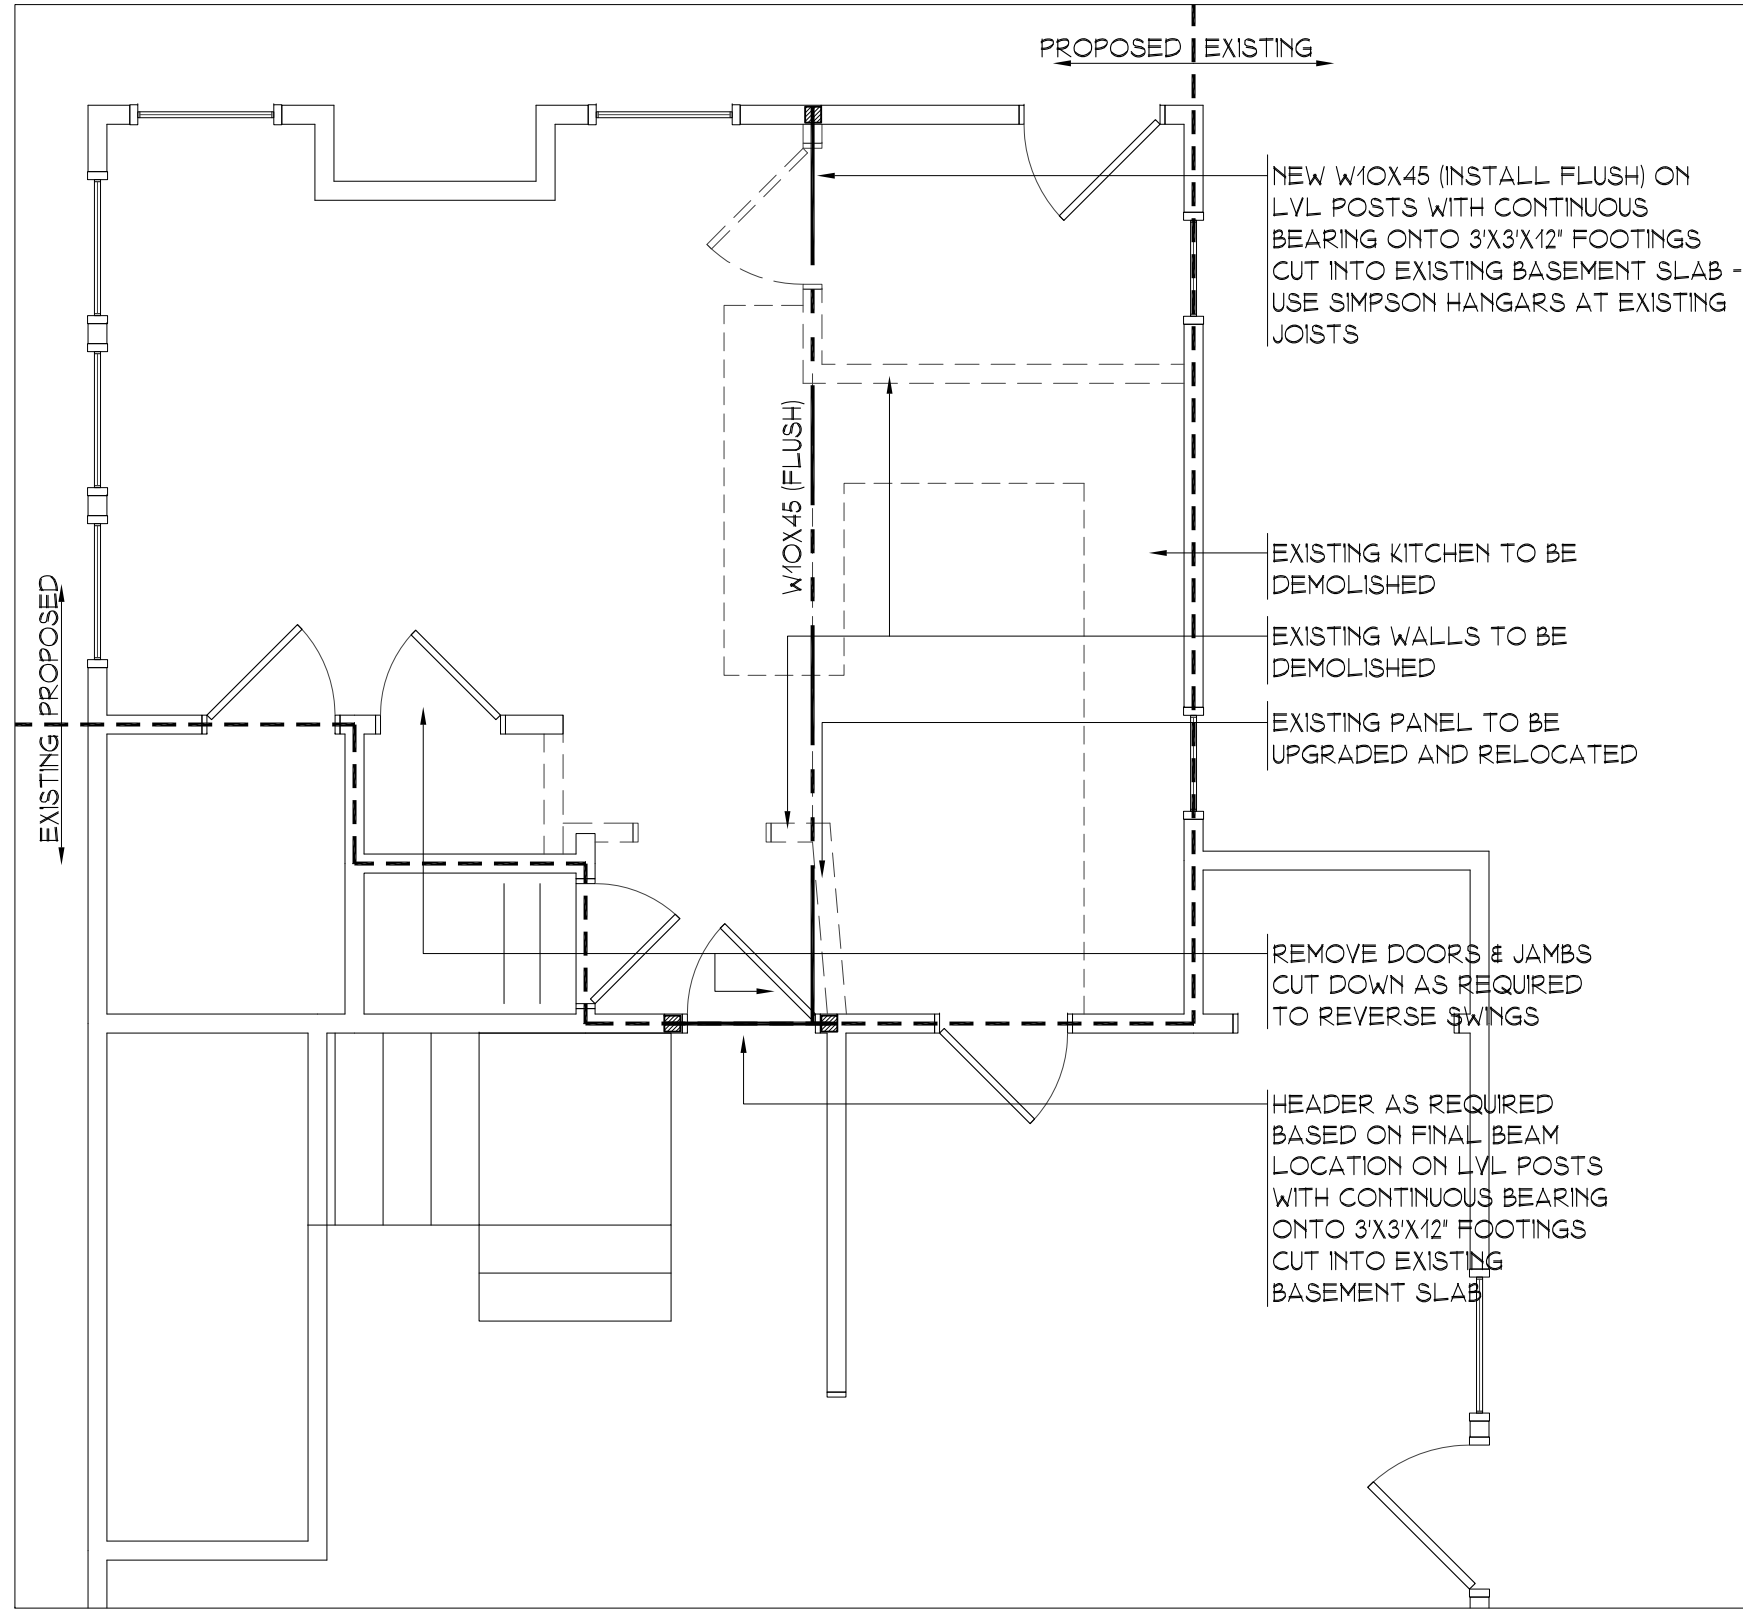 PROPOSED EXISTING
NEW W10X45 (INSTALL FLUSH) ON
LVL POSTS WITH CONTINUOUS
BEARING ONTO 3'X3'X12" FOOTINGS
CUT INTO EXISTING BASEMENT SLAB -
USE SIMPSON HANGARS AT EXISTING
JOISTS
W10X45 (FLUSH)
EXISTING KITCHEN TO BE
DEMOLISHED
EXISTING PROPOSED
EXISTING WALLS TO BE
DEMOLISHED
EXISTING PANEL TO BE
UPGRADED AND RELOCATED
REMOVE DOORS & JAMBS
CUT DOWN AS REQUIRED
TO REVERSE SWINGS
HEADER AS REQUIRED
BASED ON FINAL BEAM
LOCATION ON LVL POSTS
WITH CONTINUOUS BEARING
ONTO 3'X3'X12" FOOTINGS
CUT INTO EXISTING
BASEMENT SLAB